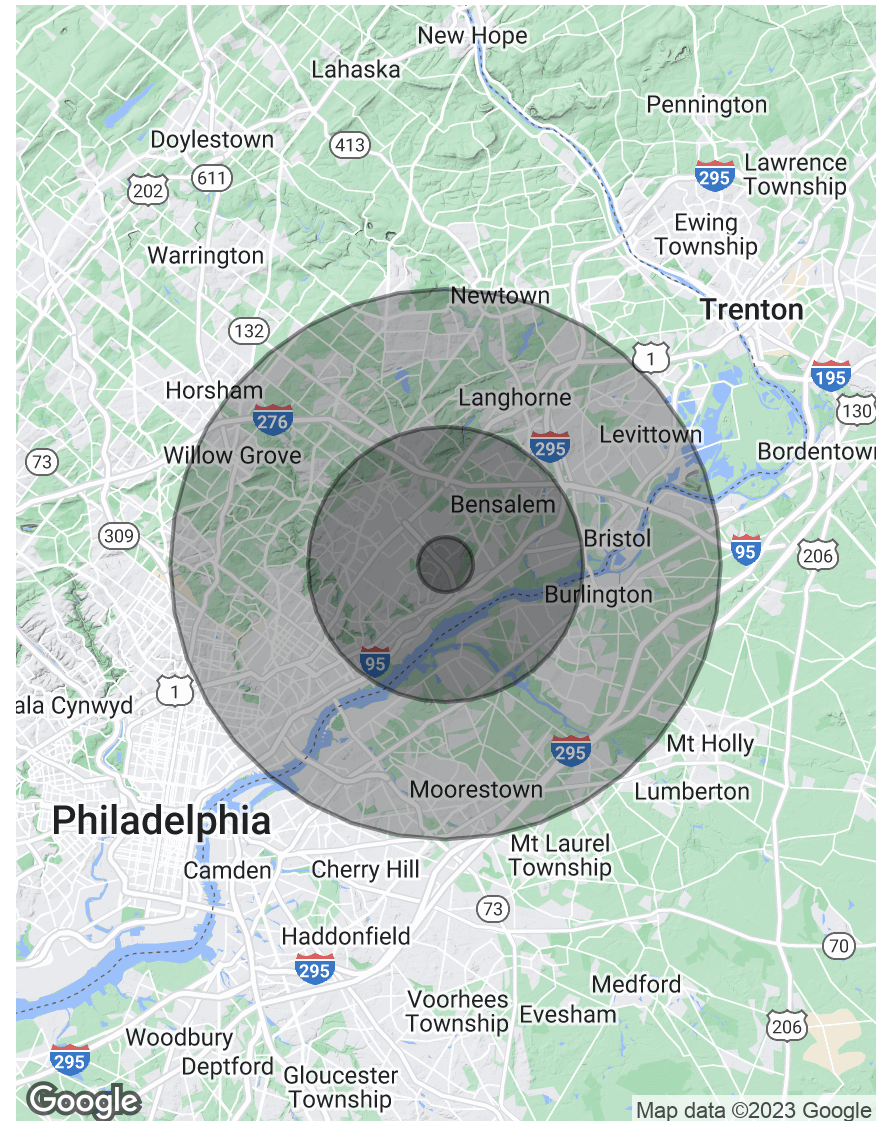 New Hope
Lahaska
Pennington
Doylestown
413
Lawrence
Township
295
611
202
Ewing
Township
Warrington
Newtown
Trenton
132
1
195
Horsham
Langhorne
130
276
Levittown
295
Willow Grove
Bordentown
73
Bensalem
309
Bristol
95
206
Burlington
95
1
ala Cynwyd
Mt Holly
295
Moorestown
Lumberton
Philadelphia
Mt Laurel
Township
Camden
Cherry Hill
73
Haddonfield
70
295
Medford
Voorhees
Township
Evesham
206
Woodbury
295
Deptford
Gloucester
Township
Google
Map data ©2023 Google